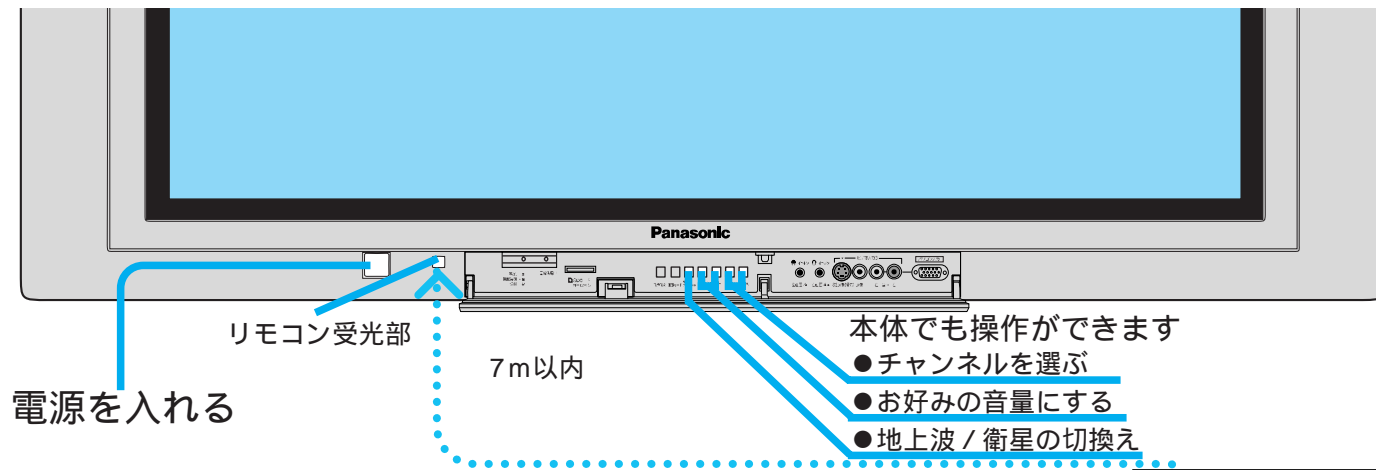 Panasonic
リモコン受光部
7m以内
電源を入れる
本体でも操作ができます
●チャンネルを選ぶ
●お好みの音量にする
●地上波/衛星の切換え